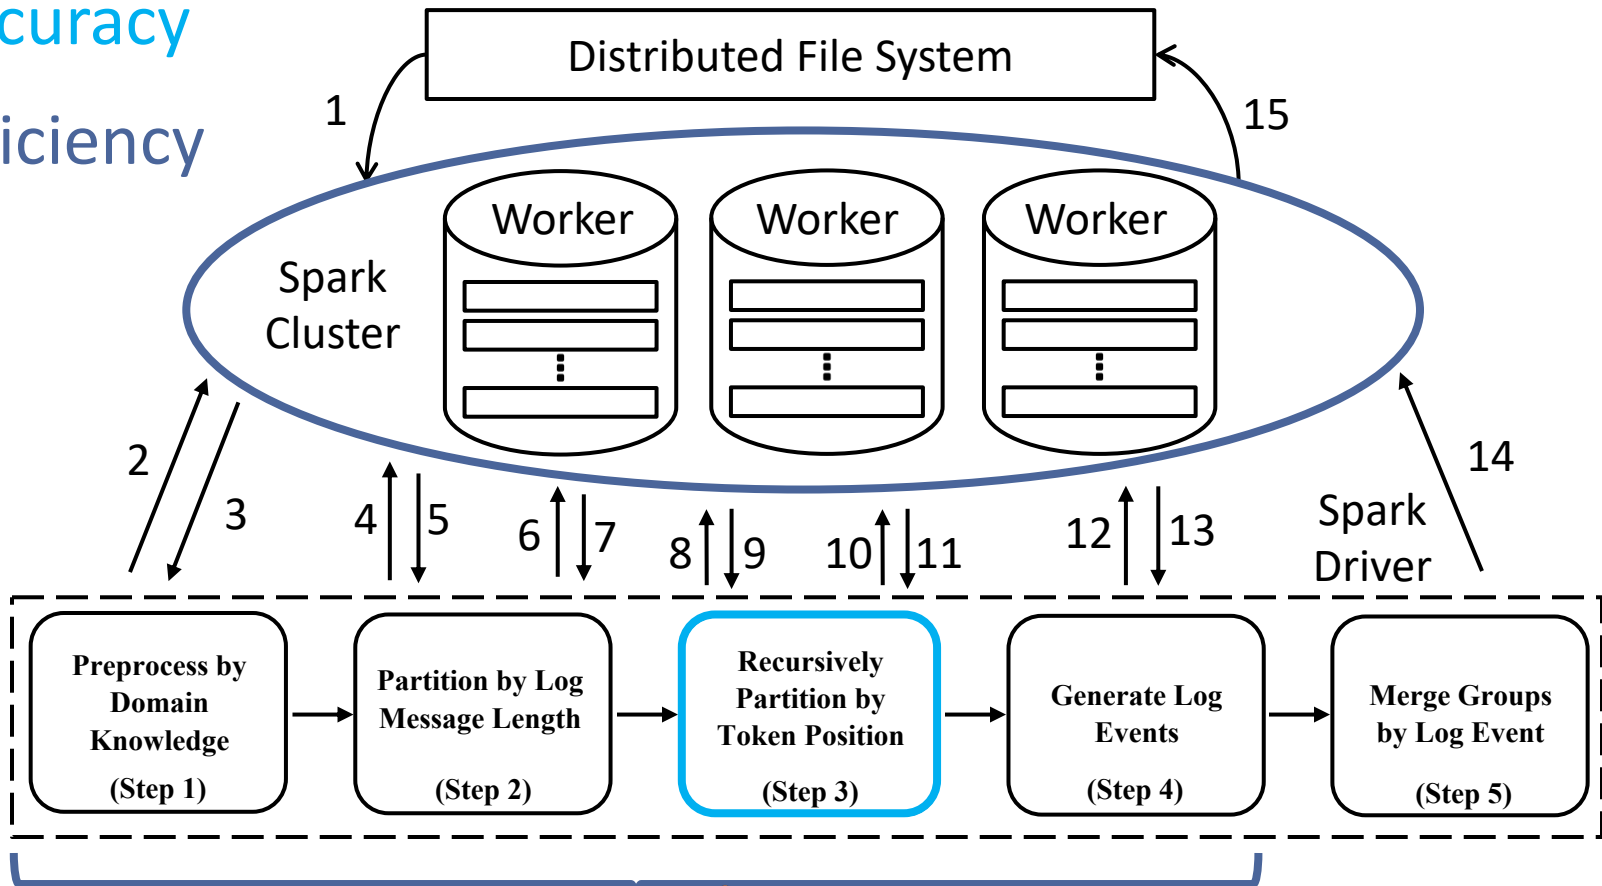 curacy
iciency
Distributed File System
1
15
Worker
Worker
Worker
Spark
Cluster
2
3
4
5
6
7
8
9
10
11
12
13
14
Spark
Driver
Preprocess by
Domain
Knowledge
(Step 1)
Partition by Log
Message Length
(Step 2)
Recursively
Partition by
Token Position
(Step 3)
Generate Log
Events
(Step 4)
Merge Groups
by Log Event
(Step 5)